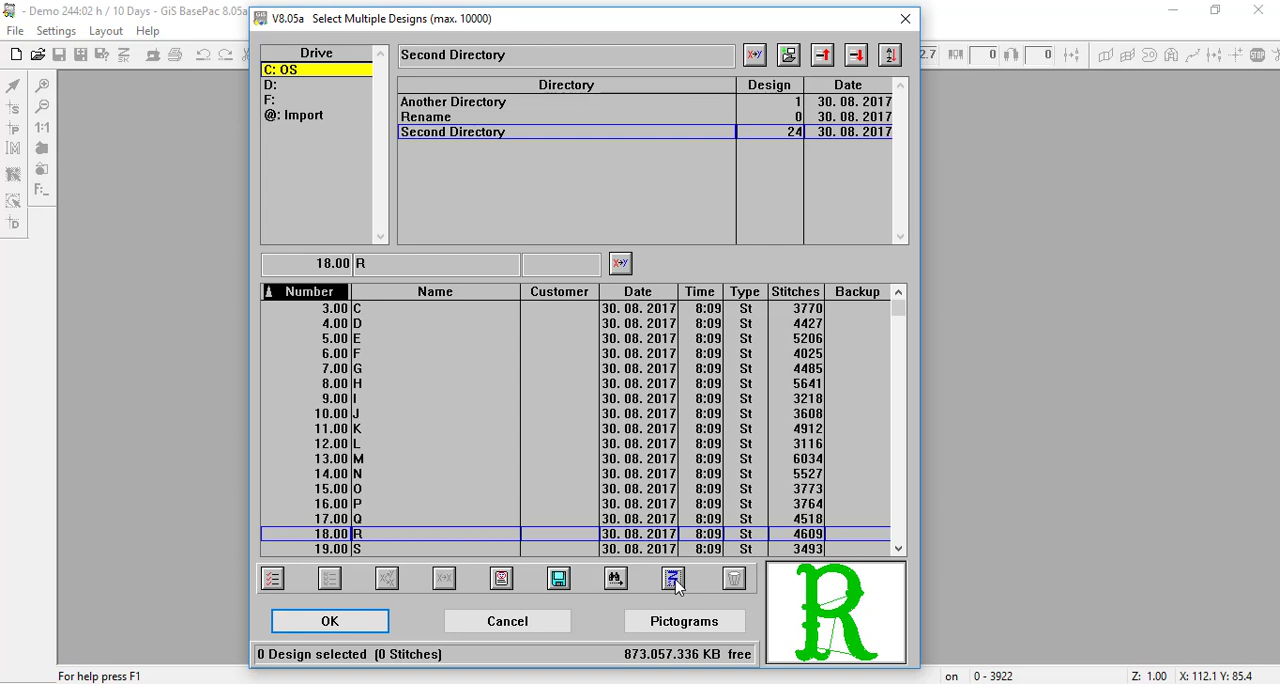 - Demo 244:02 h / 10 Days - GiS BasePac 8.05a
V8.05a Select Multiple Designs (max. 10000)
File Settings Layout Help
Drive
C: OS
D:
F:
@: Import
Second Directory
Directory Design Date
Another Directory 1 30. 08. 2017
Rename 0 30. 08. 2017
Second Directory 24 30. 08. 2017
2.7 0 0
STOP
1:1
18.00 R
Number Name Customer Date Time Type Stitches Backup
3.00 C 30. 08. 2017 8:09 St 3770
4.00 D 30. 08. 2017 8:09 St 4427
5.00 E 30. 08. 2017 8:09 St 5206
6.00 F 30. 08. 2017 8:09 St 4025
7.00 G 30. 08. 2017 8:09 St 4485
8.00 H 30. 08. 2017 8:09 St 5641
9.00 I 30. 08. 2017 8:09 St 3218
10.00 J 30. 08. 2017 8:09 St 3608
11.00 K 30. 08. 2017 8:09 St 4912
12.00 L 30. 08. 2017 8:09 St 3116
13.00 M 30. 08. 2017 8:09 St 6034
14.00 N 30. 08. 2017 8:09 St 5527
15.00 O 30. 08. 2017 8:09 St 3773
16.00 P 30. 08. 2017 8:09 St 3764
17.00 Q 30. 08. 2017 8:09 St 4518
18.00 R 30. 08. 2017 8:09 St 4609
19.00 S 30. 08. 2017 8:09 St 3493
OK Cancel Pictograms
R
0 Design selected (0 Stitches) 873.057.336 KB free
For help press F1 on 0 - 3922 Z: 1.00 X: 112.1 Y: 85.4